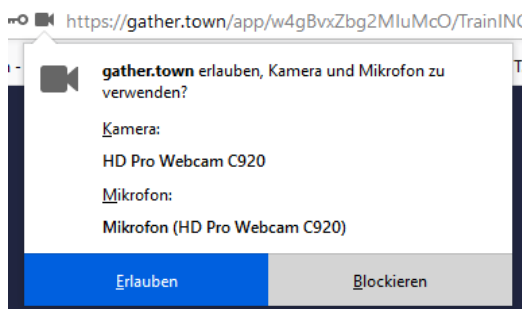 https://gather.town/app/w4gBvxZbg2MIuMcO/TrainIN
gather.town erlauben, Kamera und Mikrofon zu
verwenden?
Kamera:
HD Pro Webcam C920
Mikrofon:
Mikrofon (HD Pro Webcam C920)
Erlauben Blockieren